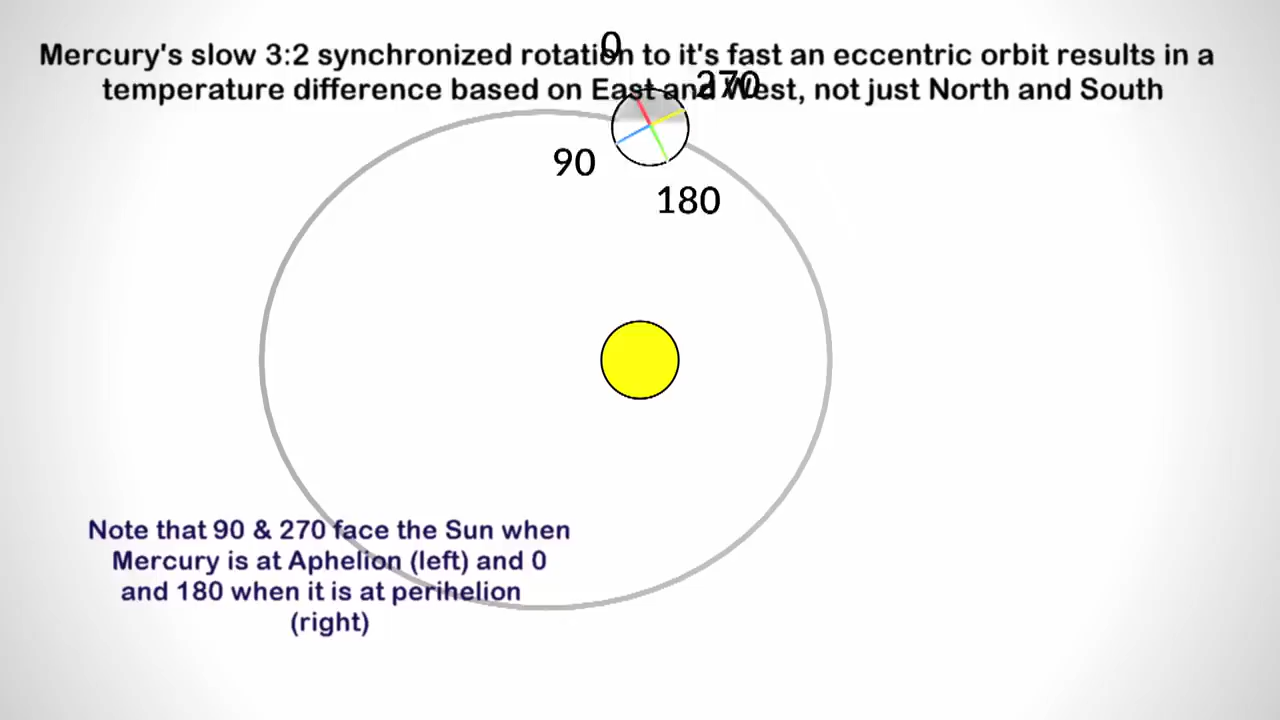 Mercury's slow 3:2 synchronized rotation to it's fast an eccentric orbit results in a
temperature difference based on East and West, not just North and South
0
270
90
180
Note that 90 & 270 face the Sun when
Mercury is at Aphelion (left) and 0
and 180 when it is at perihelion
(right)